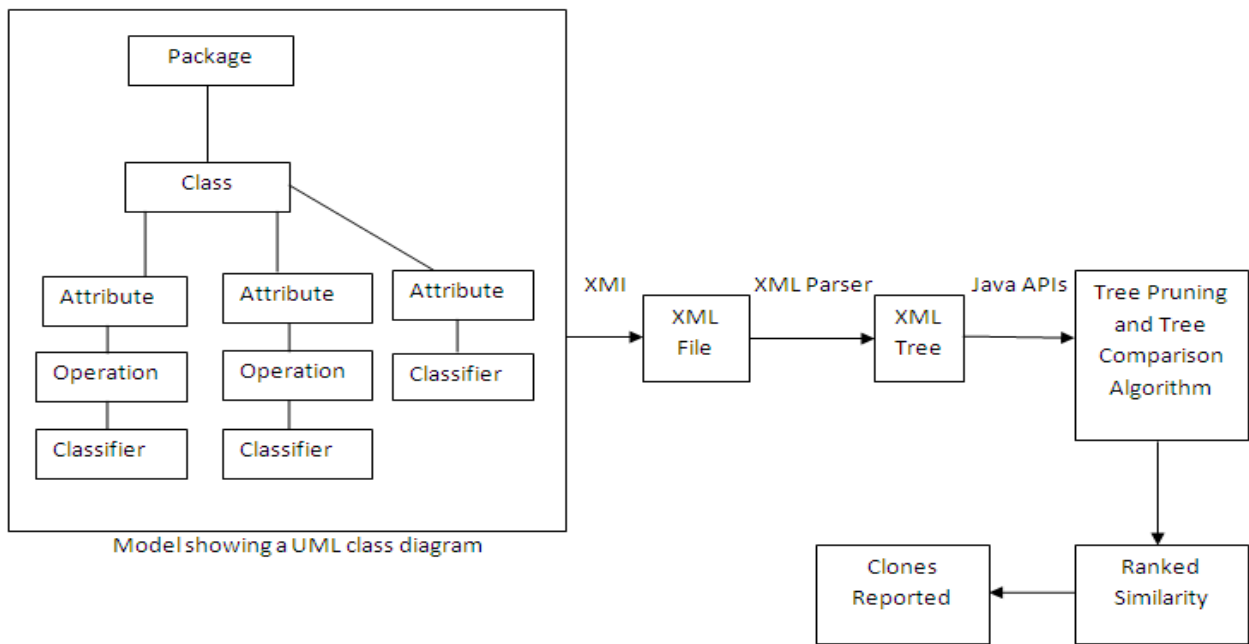 Package
Class
Attribute
Attribute
Attribute
Operation
Operation
Classifier
Classifier
Classifier
Model showing a UML class diagram
XMI
XML
File
XML Parser
XML
Tree
Java APIs
Tree Pruning
and Tree
Comparison
Algorithm
Ranked
Similarity
Clones
Reported